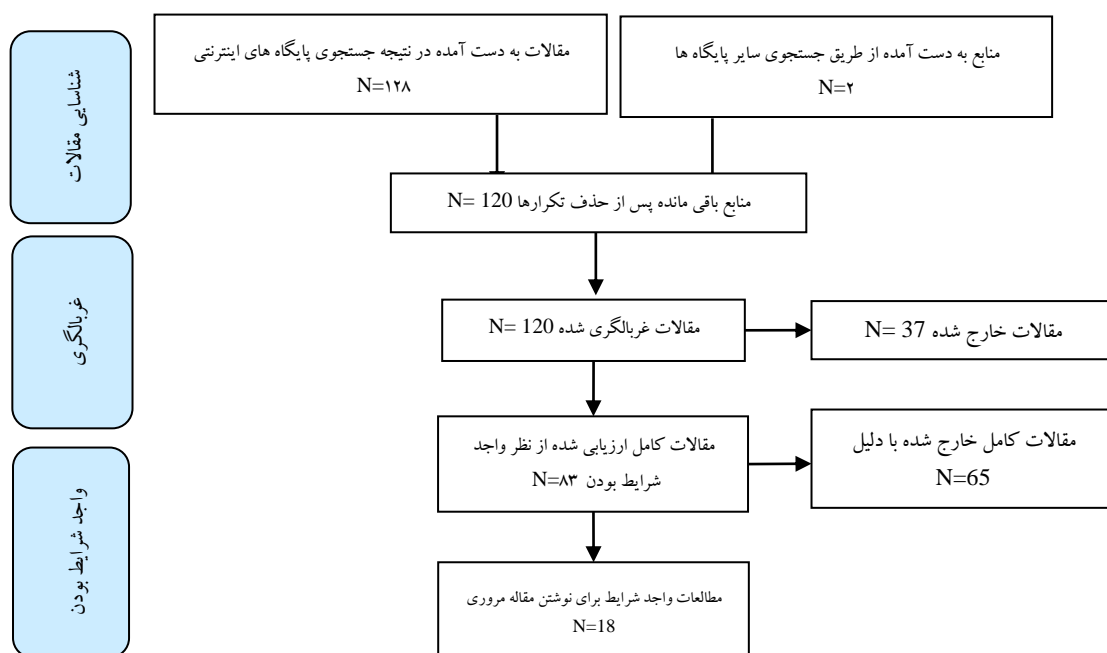 مقالات به دست آمده در نتیجه جستجوی پایگاه های اینترنتی
N=۱۲۸
منابع به دست آمده از طریق جستجوی سایر پایگاه ها
N=۲
شناسایی مقالات
منابع باقی مانده پس از حذف تکرارها N= 120
غربالگری
مقالات غربالگری شده N= 120
مقالات خارج شده N= 37
مقالات کامل ارزیابی شده از نظر واجد
شرایط بودن N=۸۳
مقالات کامل خارج شده با دلیل
N=65
واجد شرایط بودن
مطالعات واجد شرایط برای نوشتن مقاله مروری
N=18